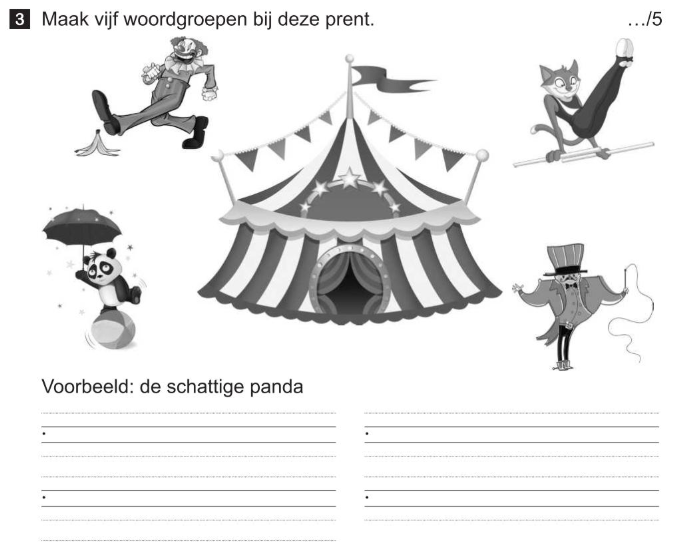 3 Maak vijf woordgroepen bij deze prent. …/5
Voorbeeld: de schattige panda